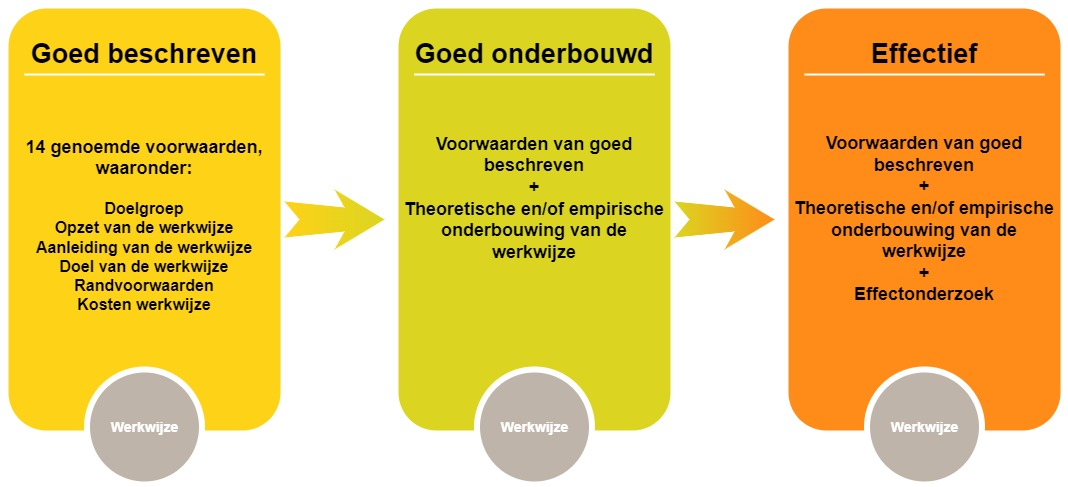 Goed beschreven
14 genoemde voorwaarden,
waaronder:
Doelgroep
Opzet van de werkwijze
Aanleiding van de werkwijze
Doel van de werkwijze
Randvoorwaarden
Kosten werkwijze
Werkwijze
Goed onderbouwd
Voorwaarden van goed
beschreven
+
Theoretische en/of empirische
onderbouwing van de
werkwijze
Werkwijze
Effectief
Voorwaarden van goed
beschreven
+
Theoretische en/of empirische
onderbouwing van de
werkwijze
+
Effectonderzoek
Werkwijze